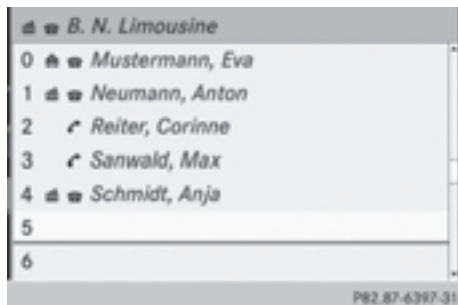 B. N. Limousine
0 Mustermann, Eva
1 Neumann, Anton
2 Reiter, Corinne
3 Sanwald, Max
4 Schmidt, Anja
5
6
P82.87-6397-31